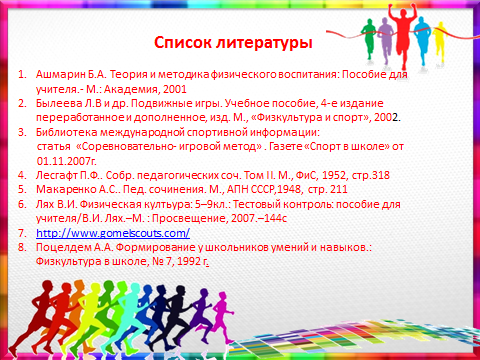 Список литературы
1. Ашмарин Б.А. Теория и методика физического воспитания: Пособие для
учителя.- М.: Академия, 2001
2. Былеева Л.В и др. Подвижные игры. Учебное пособие, 4-е издание
переработанное и дополненное, изд. М., «Физкультура и спорт», 2002.
3. Библиотека международной спортивной информации:
статья «Соревновательно- игровой метод» . Газете «Спорт в школе» от
01.11.2007г.
4. Лесгафт П.Ф.. Собр. педагогических соч. Том II. М., ФиС, 1952, стр.318
5. Макаренко А.С.. Пед. сочинения. М., АПН СССР,1948, стр. 211
6. Лях В.И. Физическая культура: 5–9кл.: Тестовый контроль: пособие для
учителя/В.И. Лях.–М. : Просвещение, 2007.–144с
7. http://www.gomelscouts.com/
8. Поцелдем А.А. Формирование у школьников умений и навыков.:
Физкультура в школе, № 7, 1992 г.